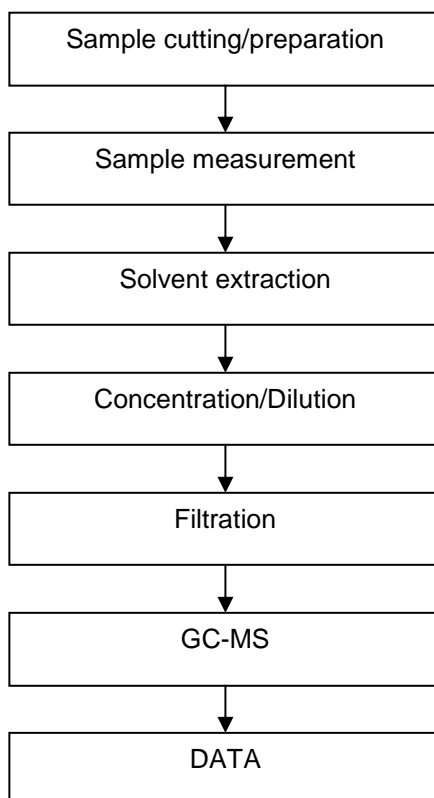 Sample cutting/preparation
Sample measurement
Solvent extraction
Concentration/Dilution
Filtration
GC-MS
DATA